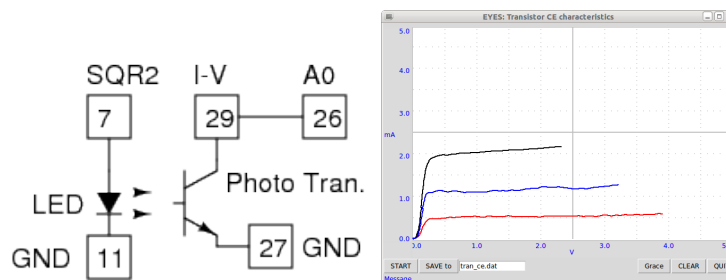 SQR2 I-V A0
7 29 26
LED Photo Tran.
GND 11 27 GND
EYES: Transistor CE characteristics
5.0
4.0
3.0
mA
2.0
1.0
0.0
0.0 1.0 2.0 3.0 4.0 5
V
START SAVE to tran_ce.dat Grace CLEAR QUI
Message